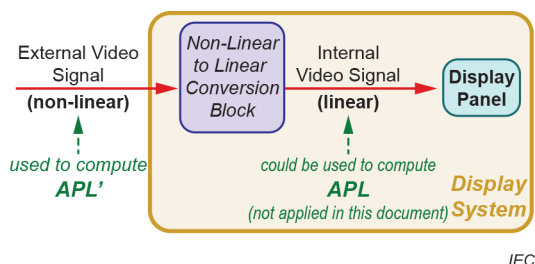 External Video
Signal
(non-linear)
used to compute
APL’
Non-Linear
to Linear
Conversion
Block
Internal
Video Signal
(linear)
could be used to compute
APL
(not applied in this document)
Display
Panel
Display
System
IEC